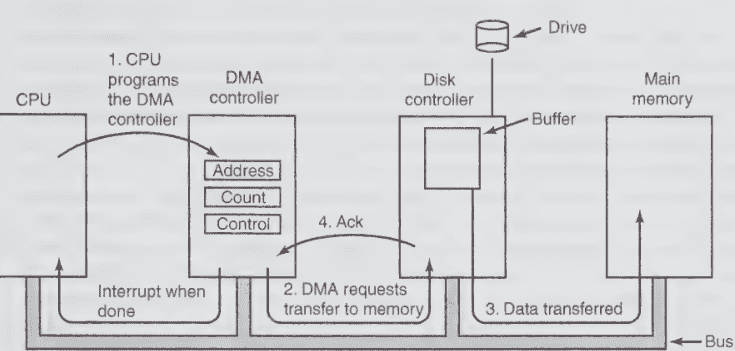 Drive
1. CPU
programs
the DMA
controller
CPU
DMA
controller
Disk
controller
Main
memory
Buffer
Address
Count
Control
4. Ack
Interrupt when
done
2. DMA requests
transfer to memory
3. Data transferred
Bus